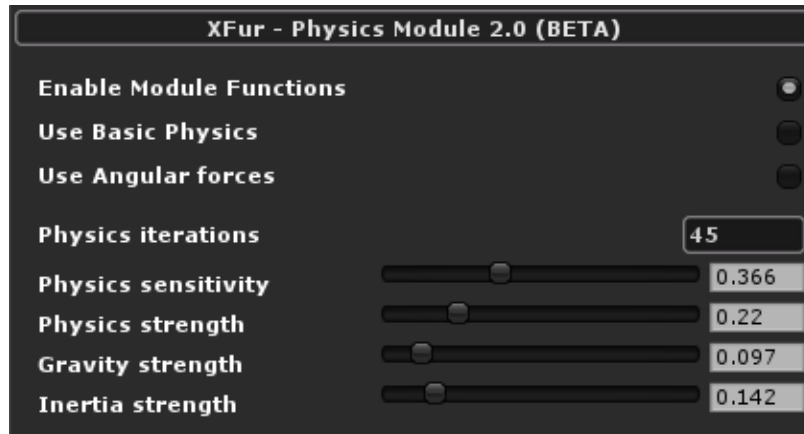 XFur - Physics Module 2.0 (BETA)
Enable Module Functions
Use Basic Physics
Use Angular forces
Physics iterations 45
Physics sensitivity 0.366
Physics strength 0.22
Gravity strength 0.097
Inertia strength 0.142